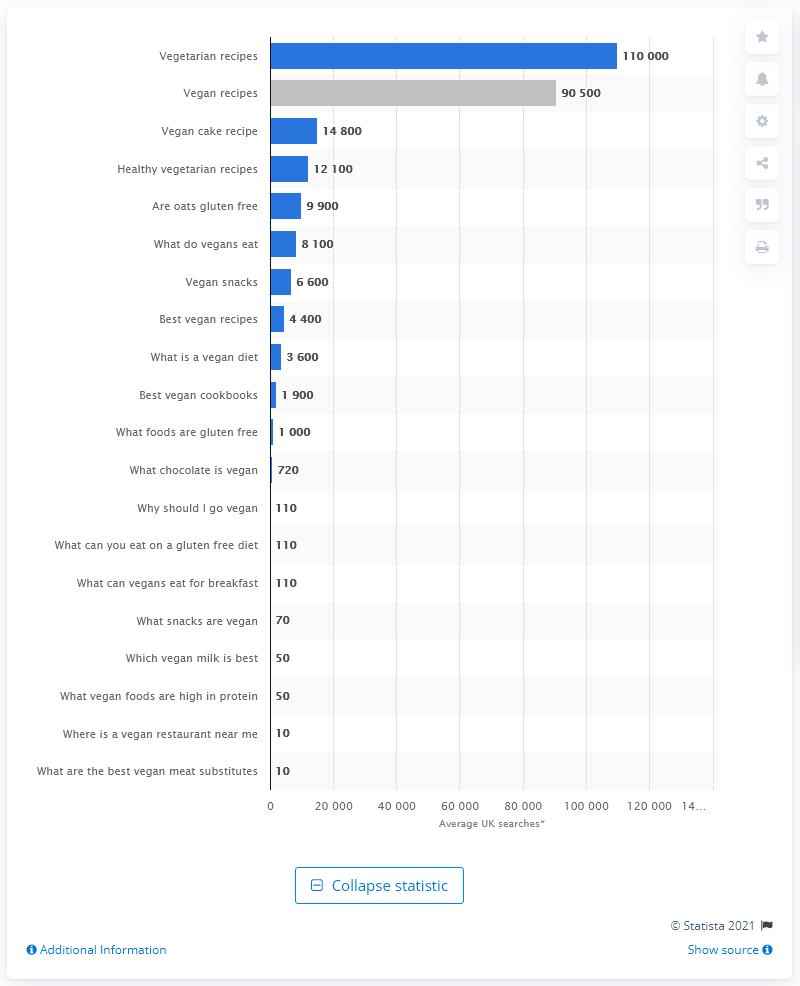 Vegetarian recipes 110 000
Vegan recipes 90 500
Vegan cake recipe 14 800
Healthy vegetarian recipes 12 100
Are oats gluten free 9 900
What do vegans eat 8 100
Vegan snacks 6 600
Best vegan recipes 4 400
What is a vegan diet 3 600
Best vegan cookbooks 1 900
What foods are gluten free 1 000
What chocolate is vegan 720
Why should I go vegan 110
What can you eat on a gluten free diet 110
What can vegans eat for breakfast 110
What snacks are vegan 70
Which vegan milk is best 50
What vegan foods are high in protein 50
Where is a vegan restaurant near me 10
What are the best vegan meat substitutes 10
0 20 000 40 000 60 000 80 000 100 000 120 000 14…
Average UK searches*
Collapse statistic
© Statista 2021
Additional Information Show source